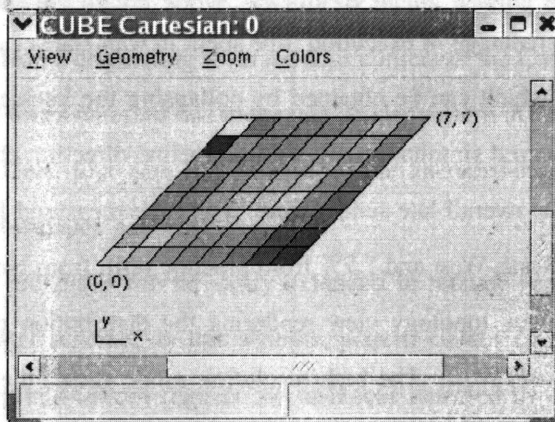 CUBE Cartesian: 0
View Geometry Zoom Colors
(7, 7)
(0, 0)
y
x